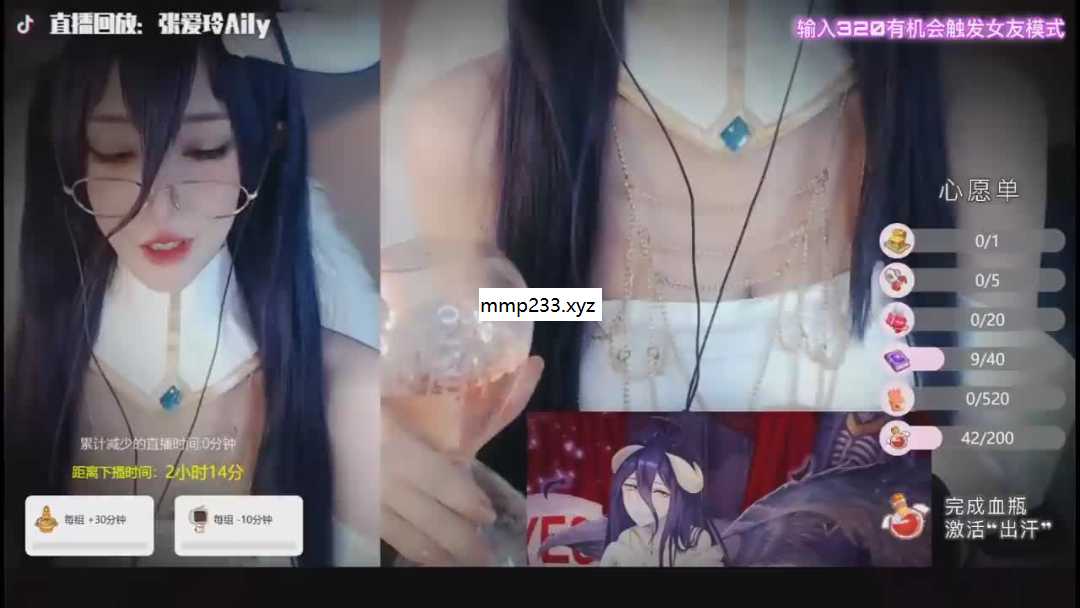 直播回放：张爱玲Aily
输入320有机会触发女友模式
心愿单
0/1
0/5
mmp233.xyz
0/20
9/40
0/520
42/200
累计减少的直播时间:0分钟
距离下播时间：2小时14分
每组 +30分钟
每组 -10分钟
YES
完成血瓶
激活“出汗”